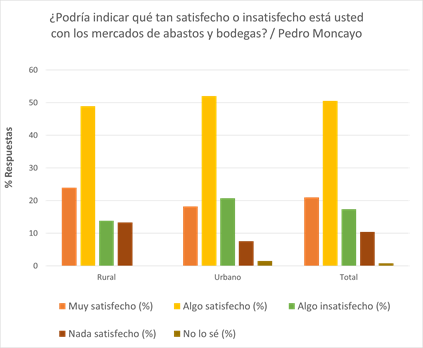 ¿Podría indicar qué tan satisfecho o insatisfecho está usted
con los mercados de abastos y bodegas? / Pedro Moncayo
60
50
40
30
20
10
0
% Respuestas
Rural Urbano Total
Muy satisfecho (%) Algo satisfecho (%) Algo insatisfecho (%)
Nada satisfecho (%) No lo sé (%)